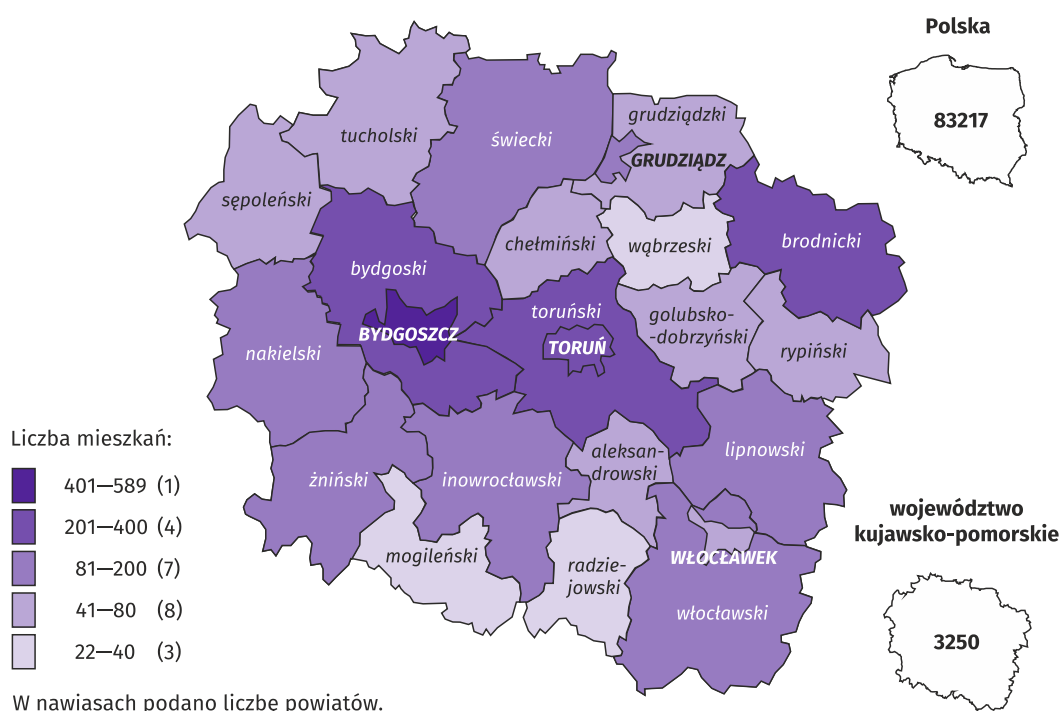 Polska
83217
tucholski
świecki
grudziądzki
GRUDZIĄDZ
sępoleński
chełmiński
wąbrzeski
brodnicki
bydgoski
BYDGOSZCZ
toruński
TORUŃ
golubsko-
-dobrzyński
rypiński
nakielski
Liczba mieszkań:
401—589 (1)
201—400 (4)
81—200 (7)
41—80 (8)
22—40 (3)
żniński
inowrocławski
aleksan-
drowski
lipnowski
mogileński
radzie-
jowski
WŁOCŁAWEK
włocławski
województwo
kujawsko-pomorskie
3250
W nawiasach podano liczbę powiatów.